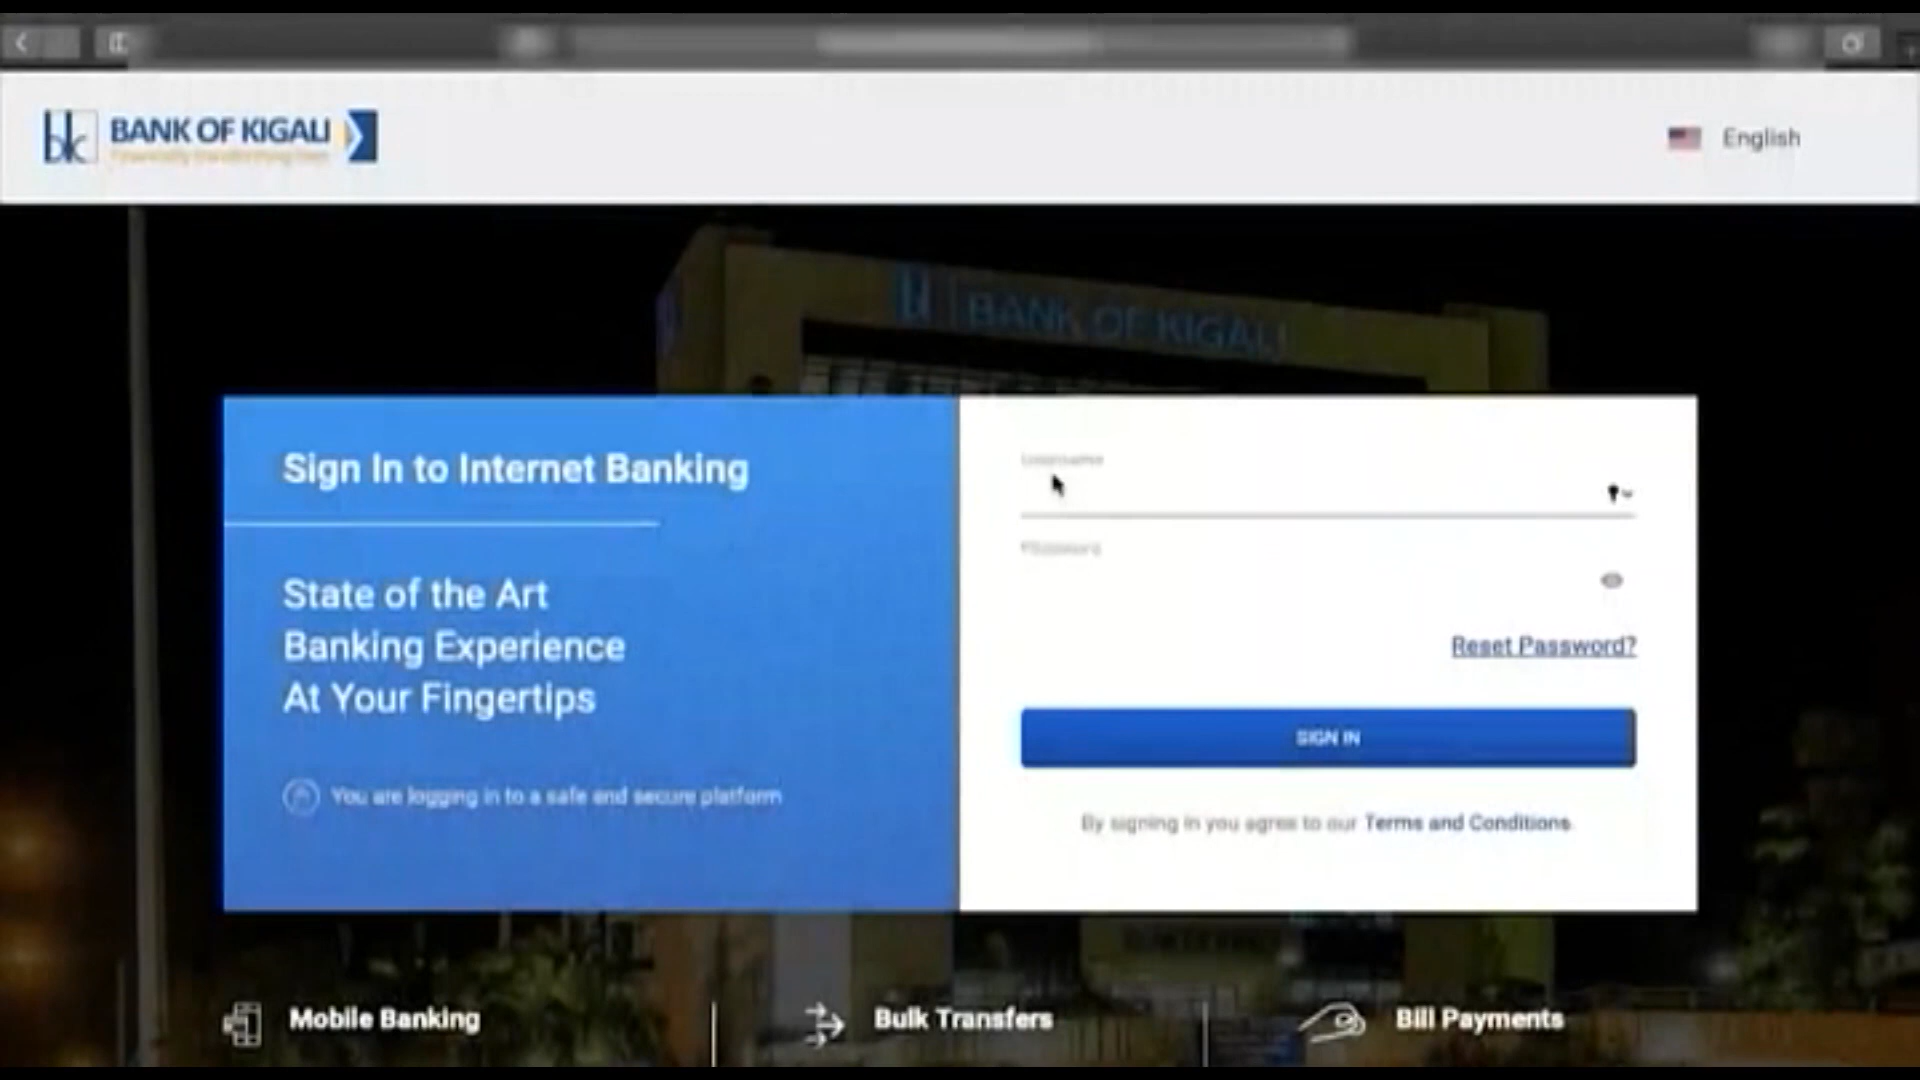 BANK OF KIGALI
English
BANK OF KIGALI
Sign In to Internet Banking
State of the Art
Banking Experience
At Your Fingertips
You are logging in to a safe and secure platform
Username
Password
Reset Password?
SIGN IN
By signing in you agree to our Terms and Conditions.
Mobile Banking
Bulk Transfers
Bill Payments